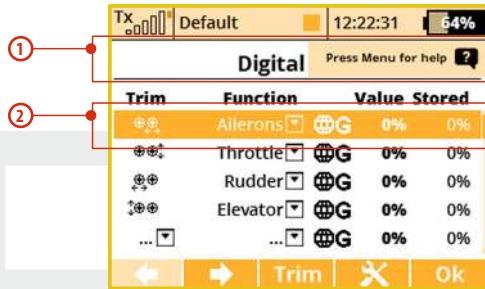 Tx Default 12:22:31 64%
1
Digital Press Menu for help ?
Trim Function Value Stored
2
Ailerons G 0% 0%
Throttle G 0% 0%
Rudder G 0% 0%
Elevator G 0% 0%
... ... G 0% 0%
Trim Ok